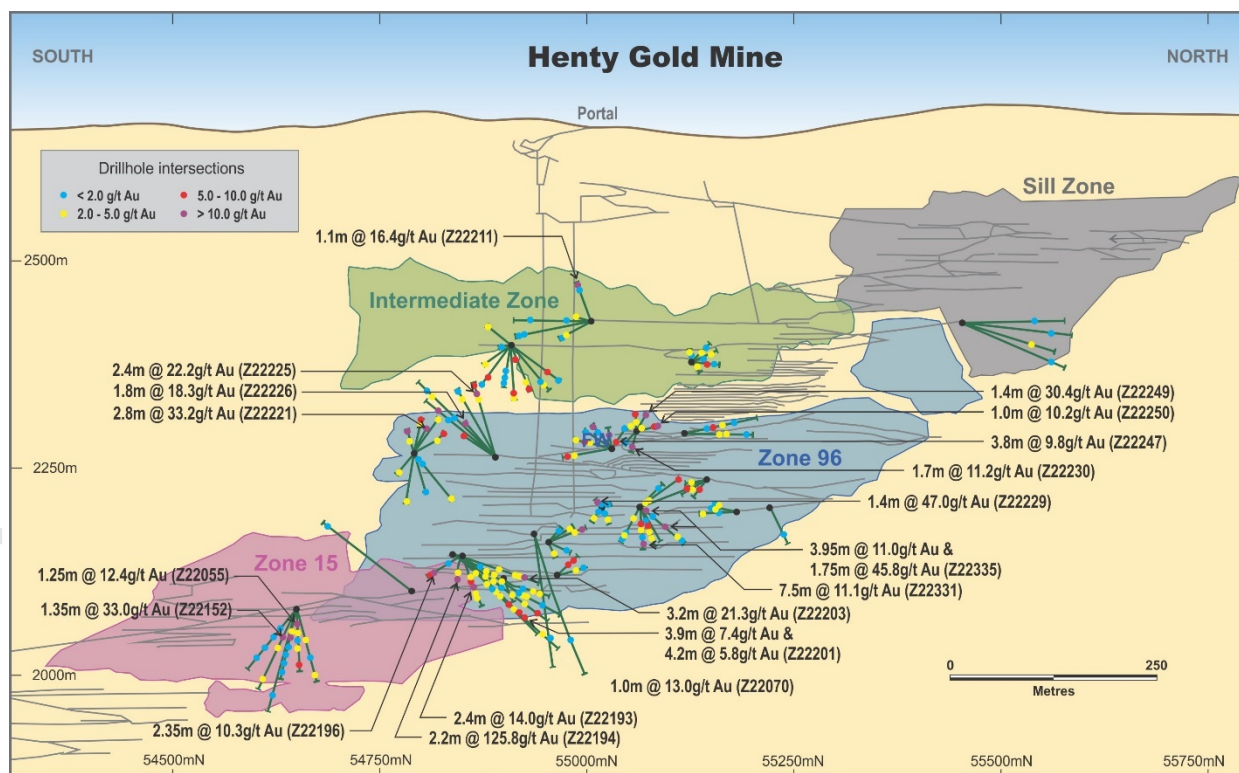 Henty Gold Mine
SOUTH
NORTH
Portal
Drillhole intersections
< 2.0 g/t Au
5.0 - 10.0 g/t Au
2.0 - 5.0 g/t Au
> 10.0 g/t Au
Sill Zone
1.1m @ 16.4g/t Au (Z22211)
2500m
Intermediate Zone
2.4m @ 22.2g/t Au (Z22225)
1.8m @ 18.3g/t Au (Z22226)
2.8m @ 33.2g/t Au (Z22221)
1.4m @ 30.4g/t Au (Z22249)
1.0m @ 10.2g/t Au (Z22250)
3.8m @ 9.8g/t Au (Z22247)
FW
Zone 96
2250m
1.7m @ 11.2g/t Au (Z22230)
1.4m @ 47.0g/t Au (Z22229)
3.95m @ 11.0g/t Au &
1.75m @ 45.8g/t Au (Z22335)
7.5m @ 11.1g/t Au (Z22331)
Zone 15
1.25m @ 12.4g/t Au (Z22055)
1.35m @ 33.0g/t Au (Z22152)
3.2m @ 21.3g/t Au (Z22203)
3.9m @ 7.4g/t Au &
4.2m @ 5.8g/t Au (Z22201)
1.0m @ 13.0g/t Au (Z22070)
2000m
0
250
Metres
2.4m @ 14.0g/t Au (Z22193)
2.35m @ 10.3g/t Au (Z22196)
2.2m @ 125.8g/t Au (Z22194)
54500mN
54750mN
55000mN
55250mN
55500mN
55750mN